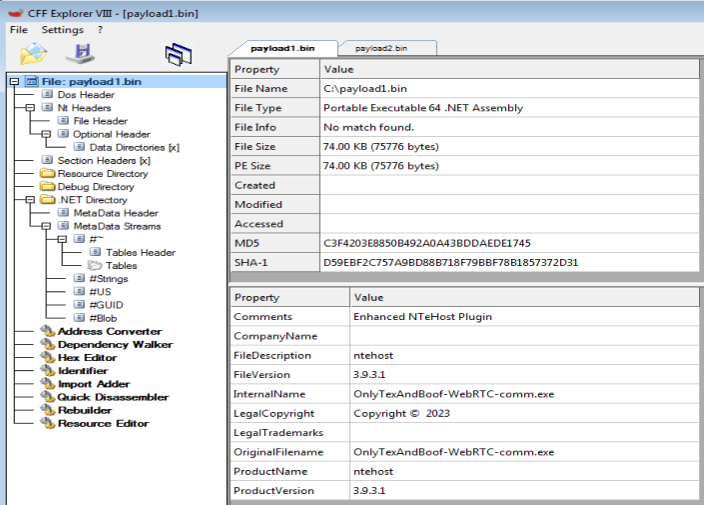 CFF Explorer VIII - [payload1.bin]
File Settings ?
payload1.bin payload2.bin
File: payload1.bin
Dos Header
Nt Headers
File Header
Optional Header
Data Directories [x]
Section Headers [x]
Resource Directory
Debug Directory
.NET Directory
MetaData Header
MetaData Streams
#~
Tables Header
Tables
#Strings
#US
#GUID
#Blob
Address Converter
Dependency Walker
Hex Editor
Identifier
Import Adder
Quick Disassembler
Rebuilder
Resource Editor
Property Value
File Name C:\payload1.bin
File Type Portable Executable 64 .NET Assembly
File Info No match found.
File Size 74.00 KB (75776 bytes)
PE Size 74.00 KB (75776 bytes)
Created
Modified
Accessed
MD5 C3F4203E8850B492A0A43BDDAEDE1745
SHA-1 D59EBF2C757A9BD88B718F79BBF78B1857372D31
Property Value
Comments Enhanced NTeHost Plugin
CompanyName
FileDescription ntehost
FileVersion 3.9.3.1
InternalName OnlyTexAndBoof-WebRTC-comm.exe
LegalCopyright Copyright © 2023
LegalTrademarks
OriginalFilename OnlyTexAndBoof-WebRTC-comm.exe
ProductName ntehost
ProductVersion 3.9.3.1